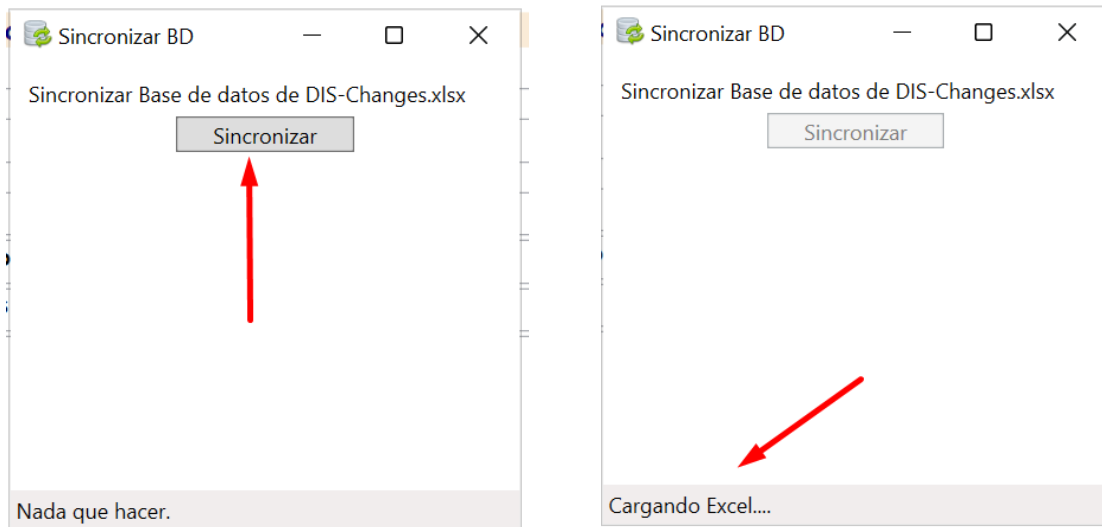 Sincronizar BD
Sincronizar Base de datos de DIS-Changes.xlsx
Sincronizar
Nada que hacer.
Sincronizar BD
Sincronizar Base de datos de DIS-Changes.xlsx
Sincronizar
Cargando Excel....